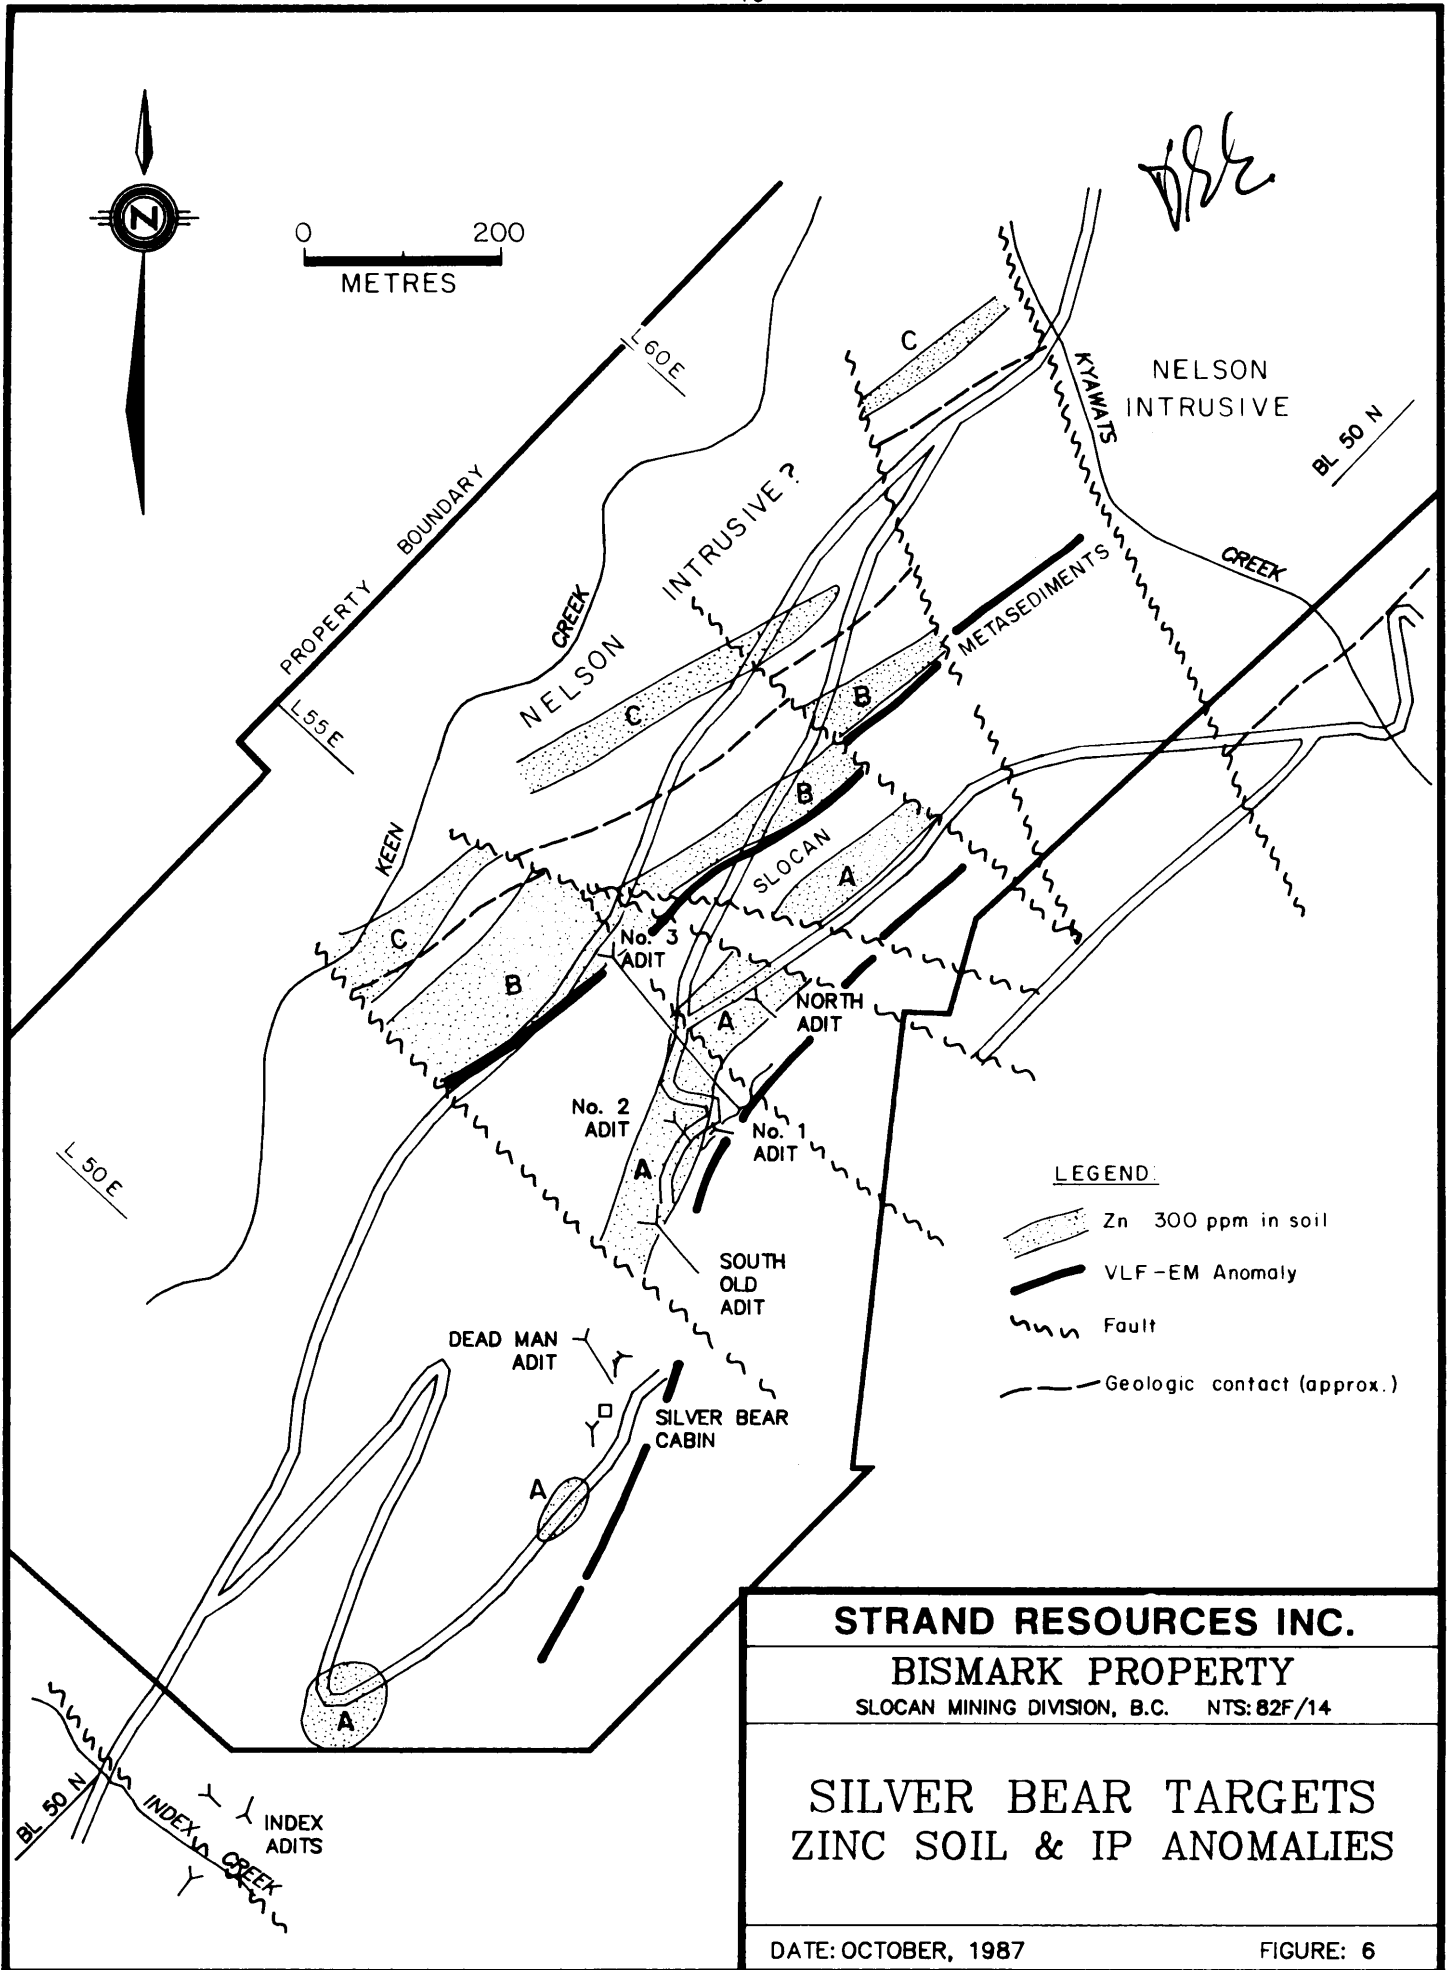 N
0 200
METRES
L 60 E
C
KYAWATS
NELSON
INTRUSIVE
BL 50 N
PROPERTY BOUNDARY
INTRUSIVE ?
CREEK
CREEK
NELSON
METASEDIMENTS
L 55 E
C
B
B
KEEN
SLOCAN
A
C
B
No. 3
ADIT
NORTH
ADIT
A
No. 2
ADIT
No. 1
ADIT
L 50 E
A
LEGEND:
Zn 300 ppm in soil
VLF-EM Anomaly
Fault
Geologic contact (approx.)
SOUTH
OLD
ADIT
DEAD MAN
ADIT
SILVER BEAR
CABIN
A
A
BL 50 N
INDEX CREEK
INDEX
ADITS
STRAND RESOURCES INC.
BISMARK PROPERTY
SLOCAN MINING DIVISION, B.C. NTS: 82F/14
SILVER BEAR TARGETS
ZINC SOIL & IP ANOMALIES
DATE: OCTOBER, 1987 FIGURE: 6